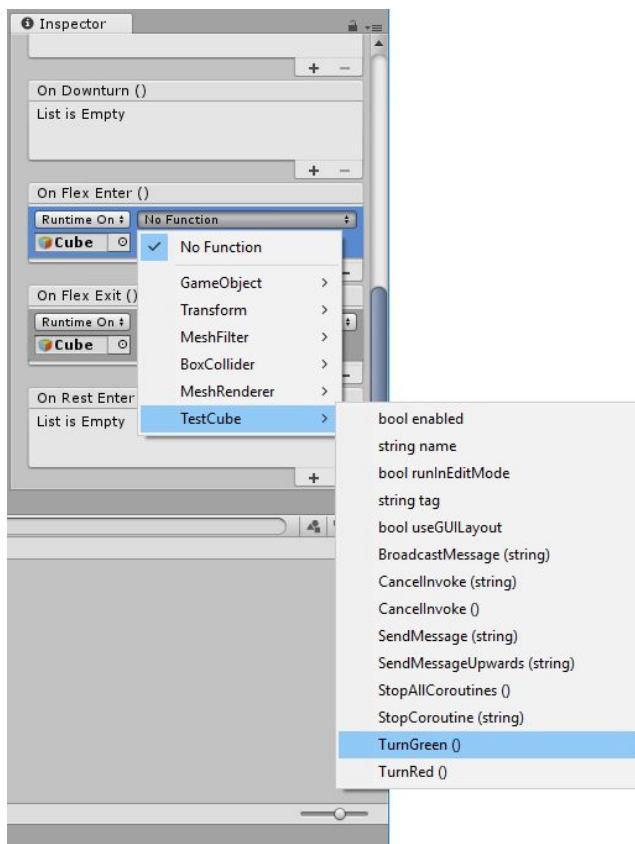 Inspector
On Downturn ()
List is Empty
On Flex Enter ()
Runtime On No Function
Cube
No Function
GameObject
Transform
MeshFilter
BoxCollider
MeshRenderer
TestCube
On Flex Exit ()
Runtime On
Cube
On Rest Enter
List is Empty
bool enabled
string name
bool runInEditMode
string tag
bool useGUILayout
BroadcastMessage (string)
CancelInvoke (string)
CancelInvoke ()
SendMessage (string)
SendMessageUpwards (string)
StopAllCoroutines ()
StopCoroutine (string)
TurnGreen ()
TurnRed ()